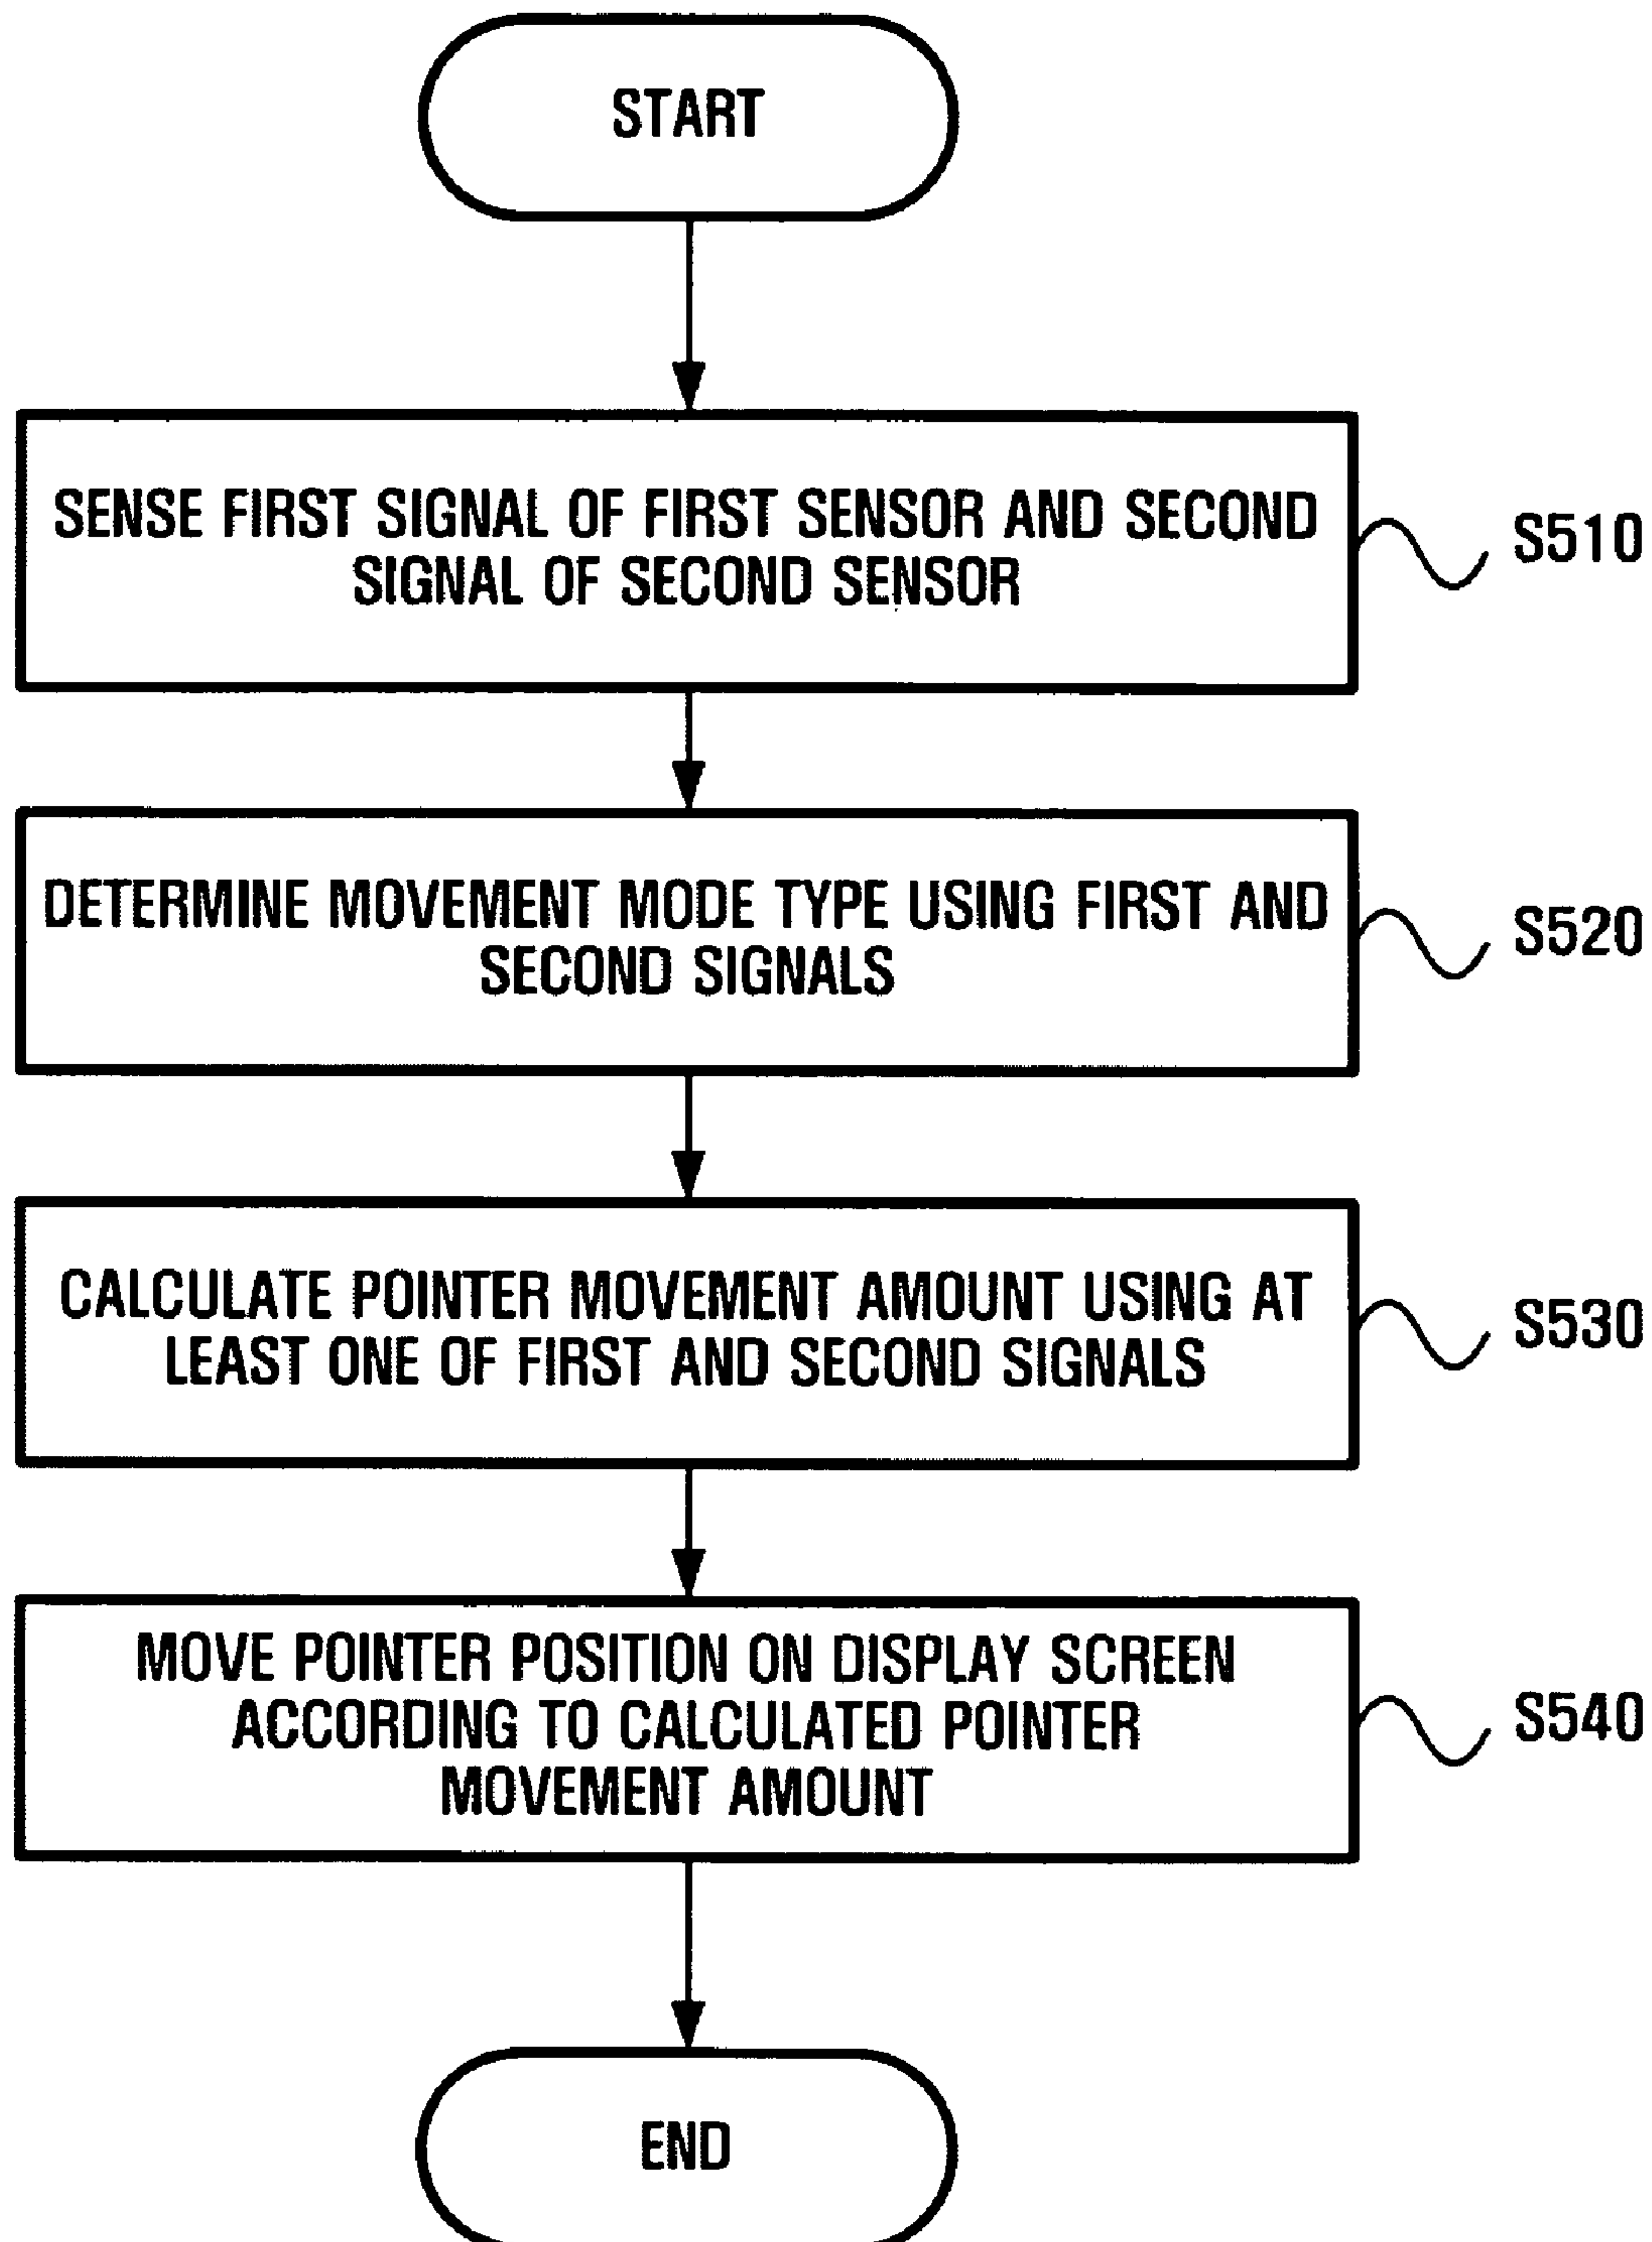 START
SENSE FIRST SIGNAL OF FIRST SENSOR AND SECOND
SIGNAL OF SECOND SENSOR
S510
DETERMINE MOVEMENT MODE TYPE USING FIRST AND
SECOND SIGNALS
S520
CALCULATE POINTER MOVEMENT AMOUNT USING AT
LEAST ONE OF FIRST AND SECOND SIGNALS
S530
MOVE POINTER POSITION ON DISPLAY SCREEN
ACCORDING TO CALCULATED POINTER
MOVEMENT AMOUNT
S540
END